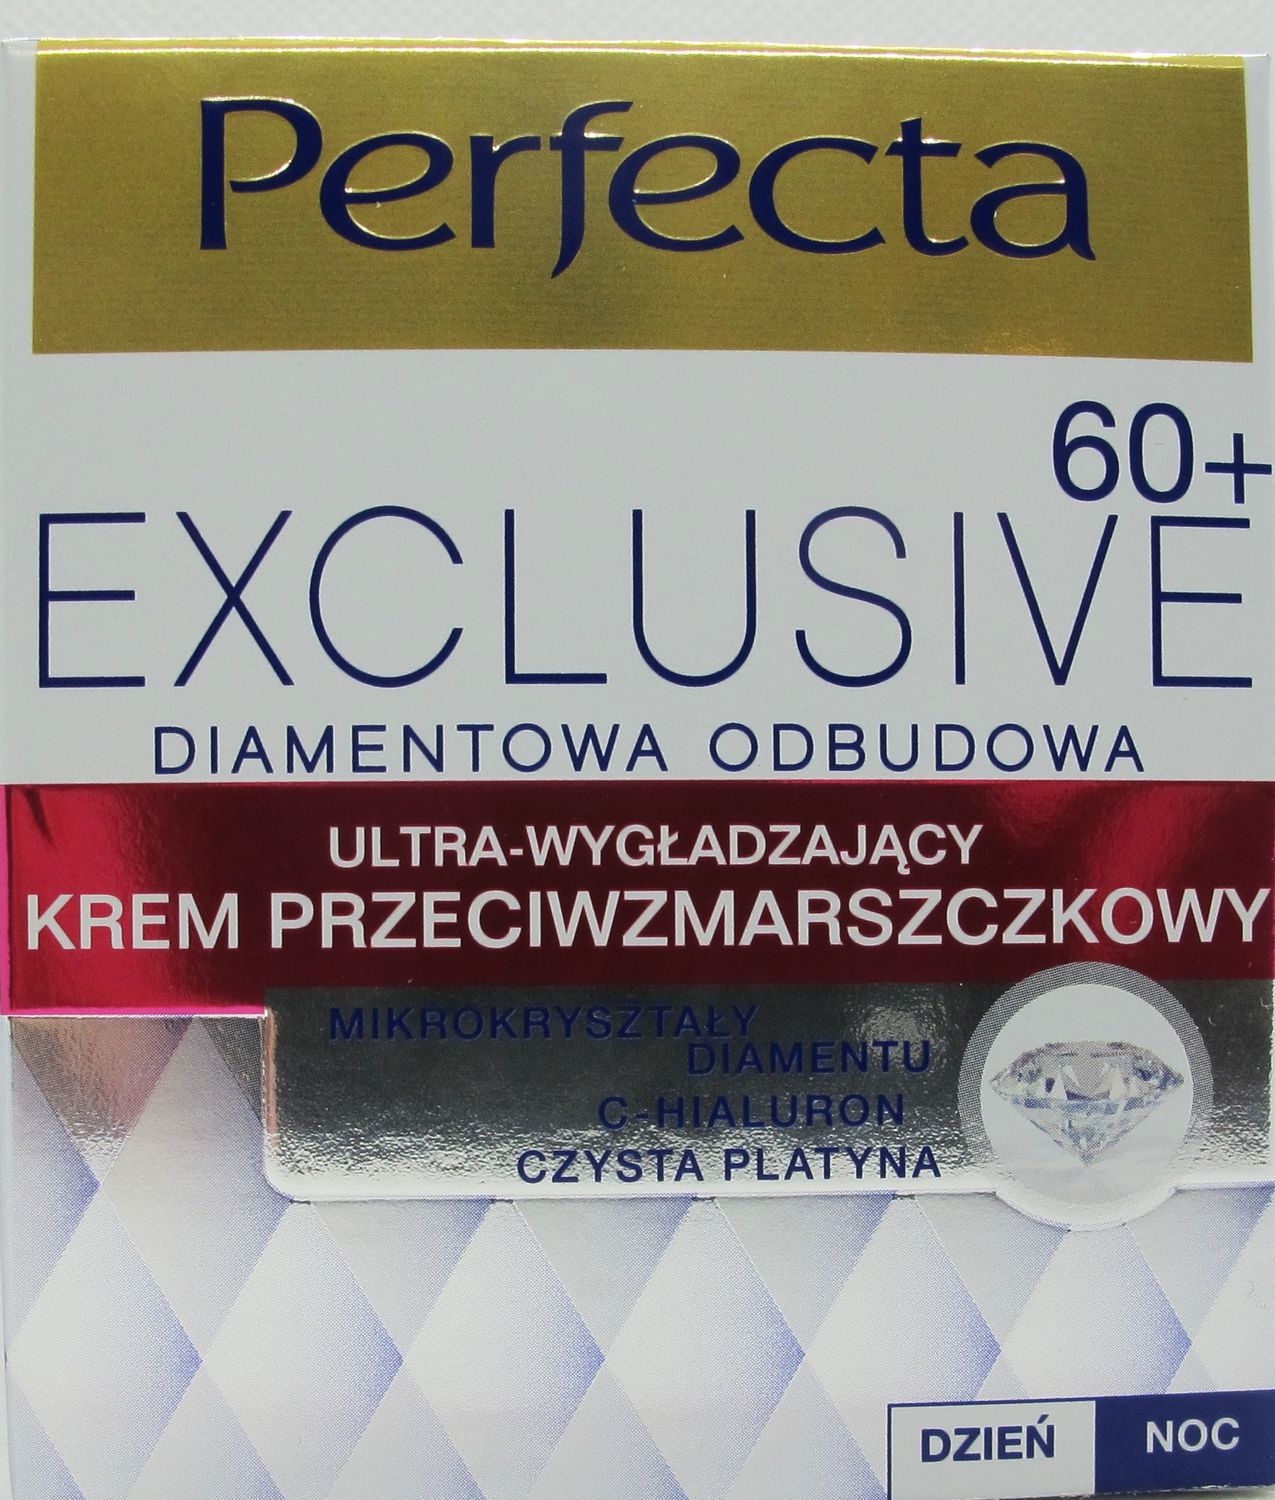 Perfecta
60+
EXCLUSIVE
DIAMENTOWA ODBUDOWA
ULTRA-WYGŁADZAJĄCY
KREM PRZECIWZMARSZCZKOWY
MIKROKRYSZTAŁY
DIAMENTU
C-HIALURON
CZYSTA PLATYNA
DZIEŃ NOC